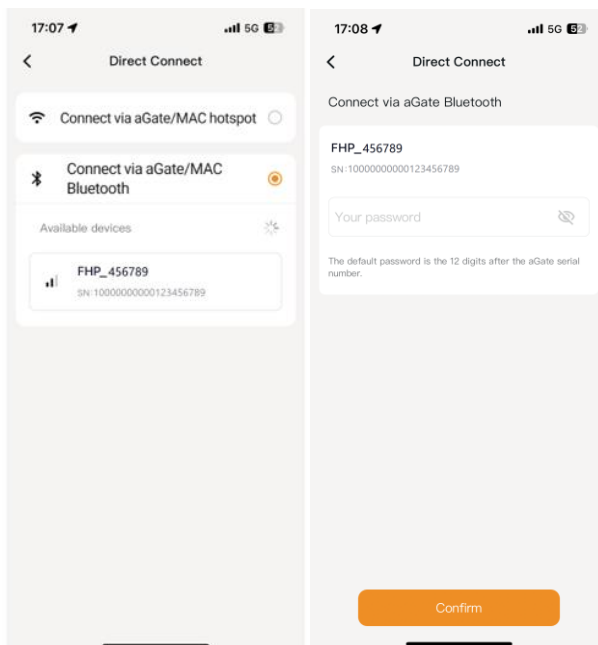 17:07
5G 52
Direct Connect
Connect via aGate/MAC hotspot
Connect via aGate/MAC
Bluetooth
Available devices
FHP_456789
SN:10000000000123456789
17:08
5G 52
Direct Connect
Connect via aGate Bluetooth
FHP_456789
SN:10000000000123456789
Your password
The default password is the 12 digits after the aGate serial
number.
Confirm